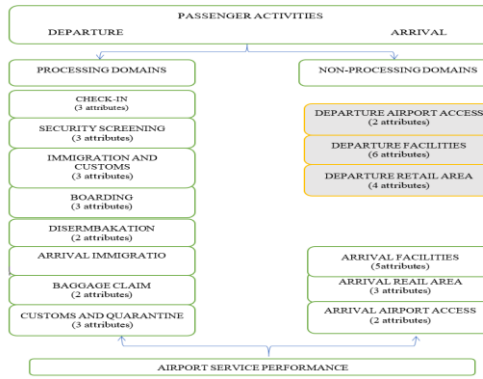 PASSENGER ACTIVITIES
DEPARTURE
ARRIVAL
PROCESSING DOMAINS
CHECK-IN
(3 attributes)
SECURITY SCREENING
(3 attributes)
IMMIGRATION AND
CUSTOMS
(3 attributes)
BOARDING
(3 attributes)
DISERMBAKATION
(2 attributes)
ARRIVAL IMMIGRATIO
BAGGAGE CLAIM
(2 attributes)
CUSTOMS AND QUARANTINE
(3 attributes)
NON-PROCESSING DOMAINS
DEPARTURE AIRPORT ACCESS
(2 attributes)
DEPARTURE FACILITIES
(6 attributes)
DEPARTURE RETAIL AREA
(4 attributes)
ARRIVAL FACILITIES
(5attributes)
ARRIVAL REAIL AREA
(3 attributes)
ARRIVAL AIRPORT ACCESS
(2 attributes)
AIRPORT SERVICE PERFORMANCE